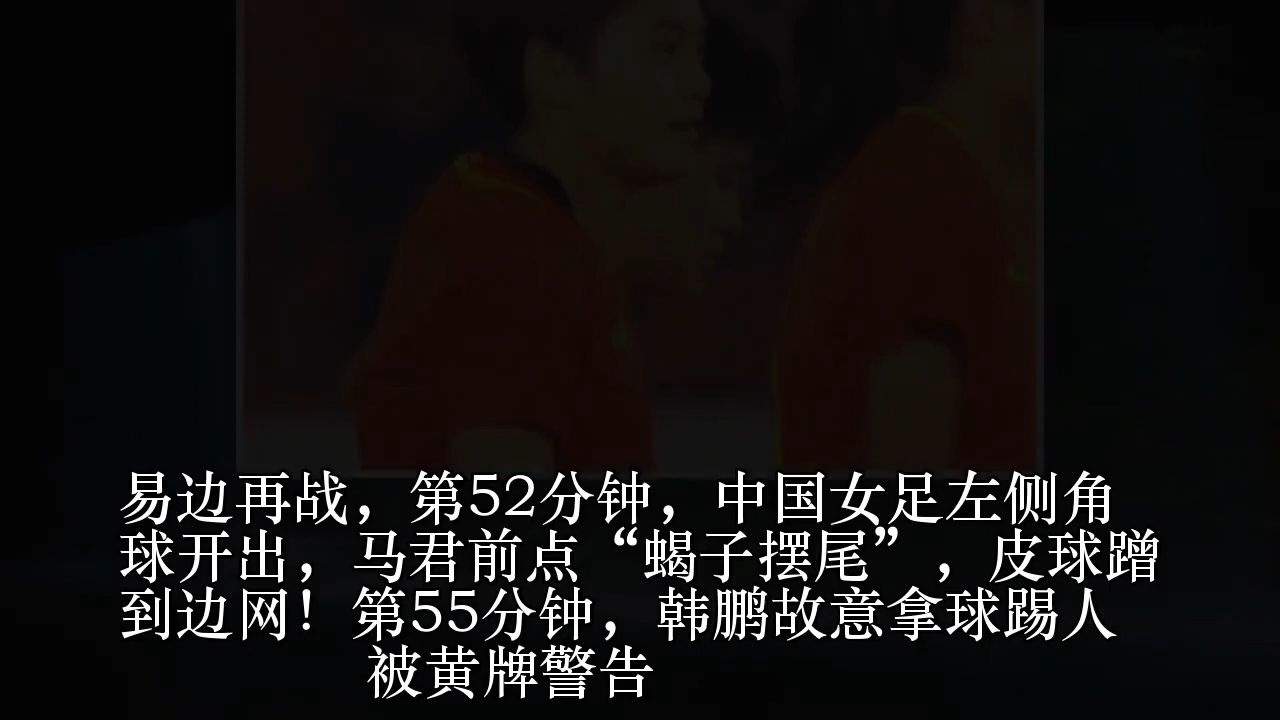 易边再战，第52分钟，中国女足左侧角
球开出，马君前点“蝎子摆尾”，皮球蹭
到边网！第55分钟，韩鹏故意拿球踢人
被黄牌警告